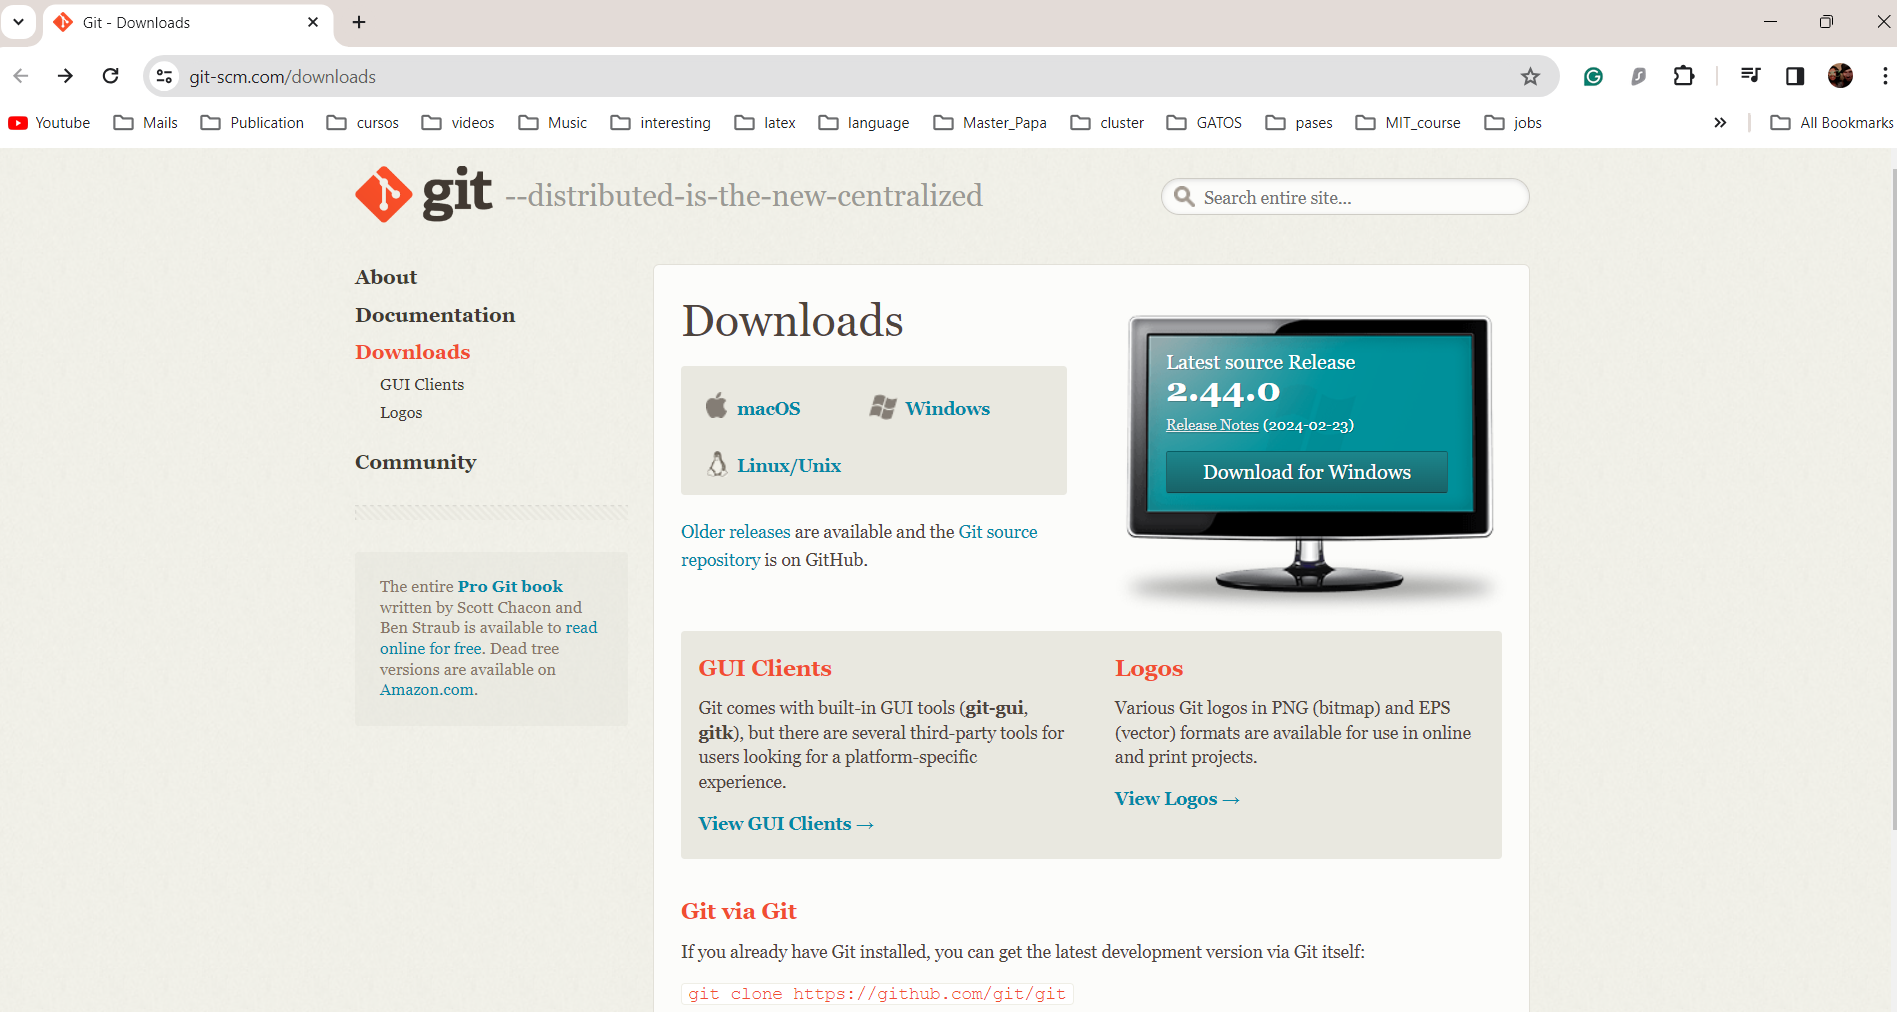 Git - Downloads
git-scm.com/downloads
Youtube Mails Publication cursos videos Music interesting latex language Master_Papa cluster GATOS pases MIT_course jobs » All Bookmarks
git --distributed-is-the-new-centralized
Search entire site...
About
Documentation
Downloads
GUI Clients
Logos
Community
The entire Pro Git book
written by Scott Chacon and
Ben Straub is available to read
online for free. Dead tree
versions are available on
Amazon.com.
Downloads
macOS Windows
Linux/Unix
Older releases are available and the Git source
repository is on GitHub.
Latest source Release
2.44.0
Release Notes (2024-02-23)
Download for Windows
GUI Clients
Git comes with built-in GUI tools (git-gui,
gitk), but there are several third-party tools for
users looking for a platform-specific
experience.
View GUI Clients →
Logos
Various Git logos in PNG (bitmap) and EPS
(vector) formats are available for use in online
and print projects.
View Logos →
Git via Git
If you already have Git installed, you can get the latest development version via Git itself:
git clone https://github.com/git/git